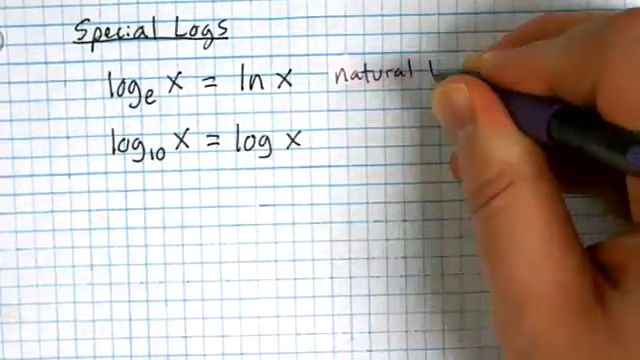 Special Logs
logₑ x = ln x natural
log₁₀ x = log x